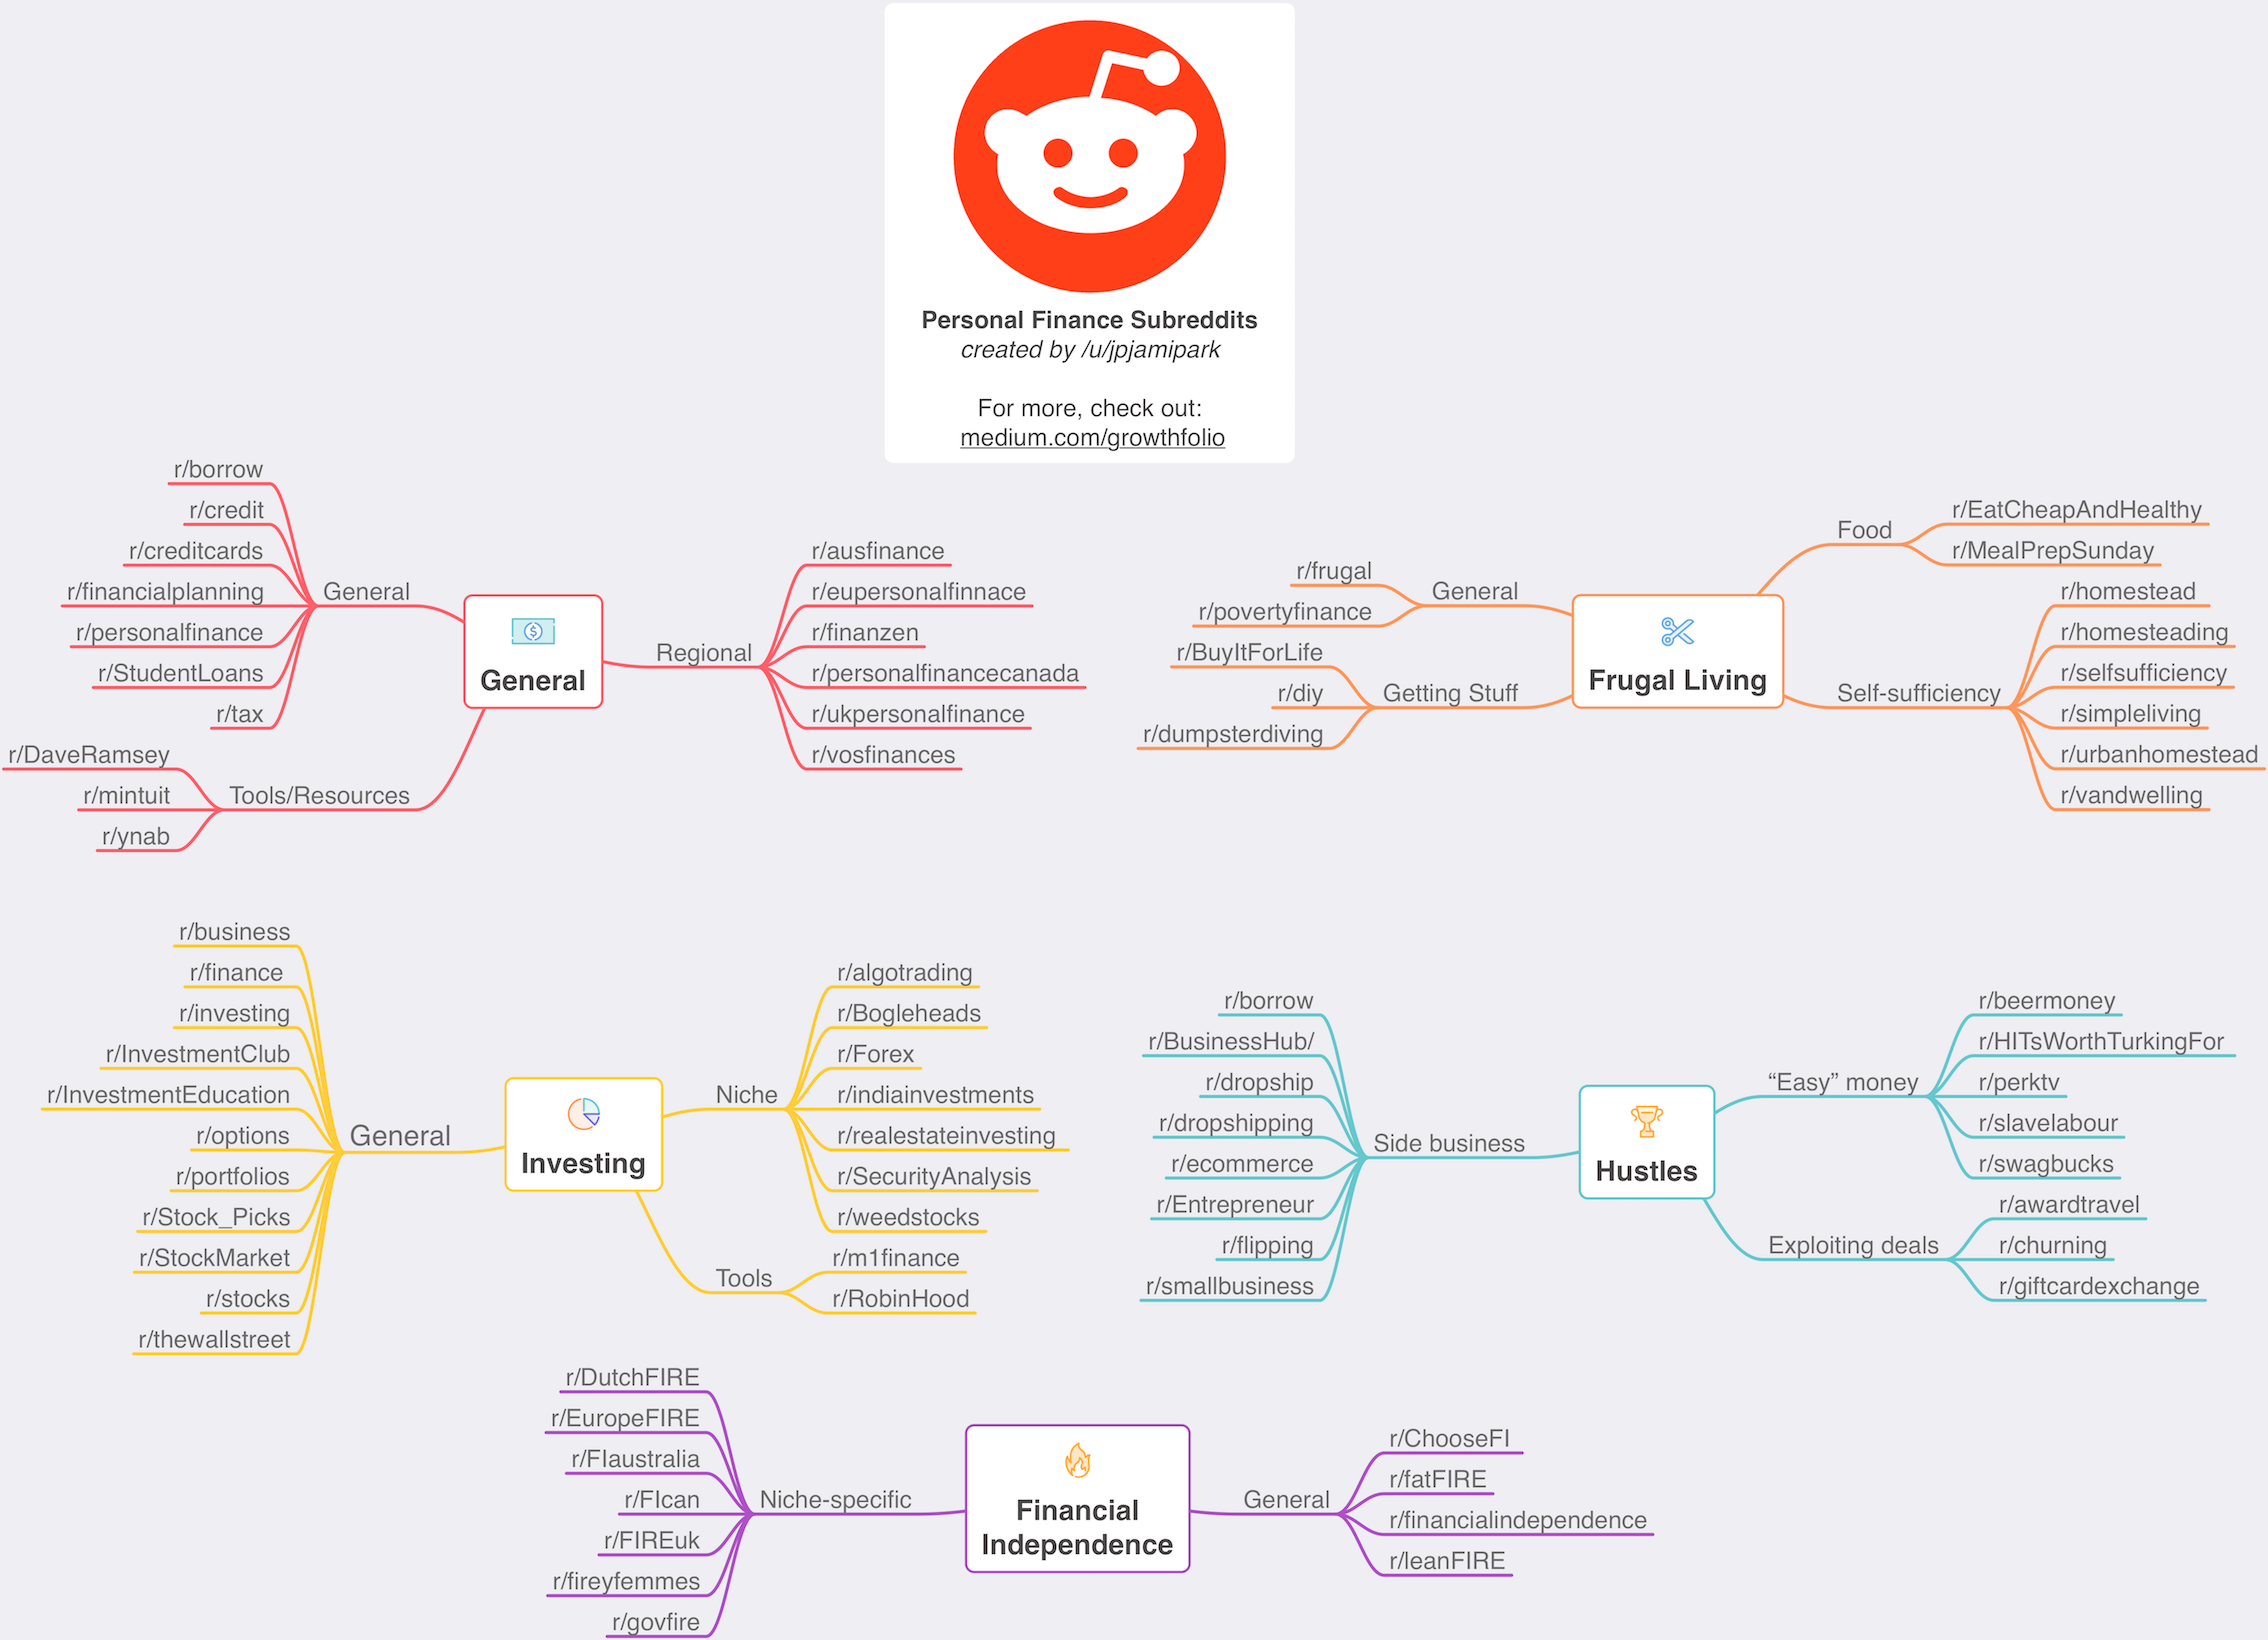 Personal Finance Subreddits
created by /u/jpjamipark
For more, check out:
medium.com/growthfolio
General
General
r/borrow
r/credit
r/creditcards
r/financialplanning
r/personalfinance
r/StudentLoans
r/tax
Tools/Resources
r/DaveRamsey
r/mintuit
r/ynab
Regional
r/ausfinance
r/eupersonalfinnace
r/finanzen
r/personalfinancecanada
r/ukpersonalfinance
r/vosfinances
Frugal Living
General
r/frugal
r/povertyfinance
Getting Stuff
r/BuyItForLife
r/diy
r/dumpsterdiving
Food
r/EatCheapAndHealthy
r/MealPrepSunday
Self-sufficiency
r/homestead
r/homesteading
r/selfsufficiency
r/simpleliving
r/urbanhomestead
r/vandwelling
Investing
General
r/business
r/finance
r/investing
r/InvestmentClub
r/InvestmentEducation
r/options
r/portfolios
r/Stock_Picks
r/StockMarket
r/stocks
r/thewallstreet
Niche
r/algotrading
r/Bogleheads
r/Forex
r/indiainvestments
r/realestateinvesting
r/SecurityAnalysis
r/weedstocks
Tools
r/m1finance
r/RobinHood
Hustles
Side business
r/borrow
r/BusinessHub/
r/dropship
r/dropshipping
r/ecommerce
r/Entrepreneur
r/flipping
r/smallbusiness
“Easy” money
r/beermoney
r/HITsWorthTurkingFor
r/perktv
r/slavelabour
r/swagbucks
Exploiting deals
r/awardtravel
r/churning
r/giftcardexchange
Financial
Independence
Niche-specific
r/DutchFIRE
r/EuropeFIRE
r/FIaustralia
r/FIcan
r/FIREuk
r/fireyfemmes
r/govfire
General
r/ChooseFI
r/fatFIRE
r/financialindependence
r/leanFIRE